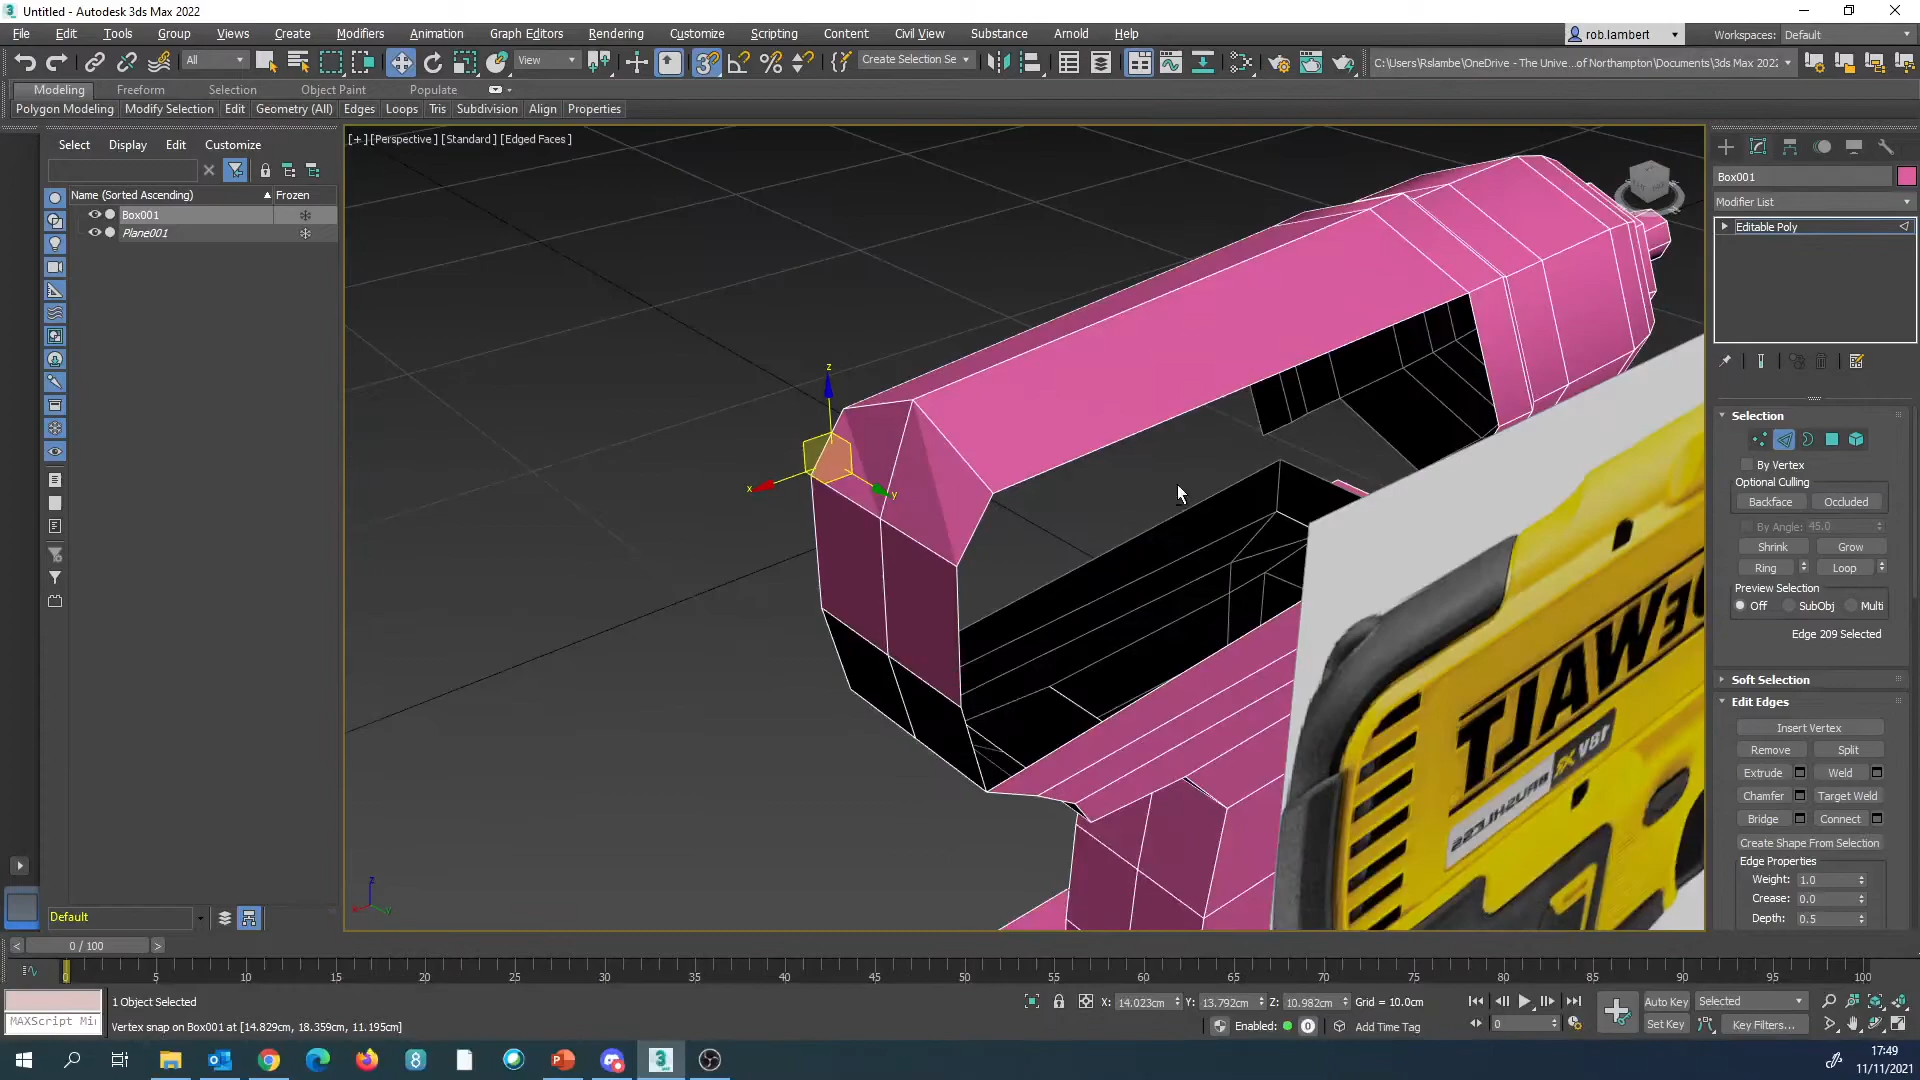 Untitled - Autodesk 3ds Max 2022
File Edit Tools Group Views Create Modifiers Animation Graph Editors Rendering Customize Scripting Content Civil View Substance Arnold Help rob.lambert Workspaces: Default
All View Create Selection Se C:\Users\Rslambe\OneDrive - The Unive...of Northampton\Documents\3ds Max 2022
Modeling Freeform Selection Object Paint Populate
Polygon Modeling Modify Selection Edit Geometry (All) Edges Loops Tris Subdivision Align Properties
Select Display Edit Customize
[+] [Perspective ] [Standard ] [Edged Faces ]
Name (Sorted Ascending) Frozen
Box001
Plane001
Box001
Modifier List
Editable Poly
Selection
By Vertex
Optional Culling
Backface Occluded
By Angle: 45.0
Shrink Grow
Ring Loop
Preview Selection
Off SubObj Multi
Edge 209 Selected
Soft Selection
Edit Edges
Insert Vertex
Remove Split
Extrude Weld
Chamfer Target Weld
Bridge Connect
Create Shape From Selection
Edge Properties
Weight: 1.0
Crease: 0.0
Depth: 0.5
z
x
y
DEWALT
18V XR
BRUSHLESS
z
y
Default
0 / 100
0 5 10 15 20 25 30 35 40 45 50 55 60 65 70 75 80 85 90 95 100
1 Object Selected X: 14.023cm Y: 13.792cm Z: 10.982cm Grid = 10.0cm Auto Key Selected
MAXScript Mi Vertex snap on Box001 at [14.829cm, 18.359cm, 11.195cm] Enabled: 0 Add Time Tag 0 Set Key Key Filters...
17:49
11/11/2021